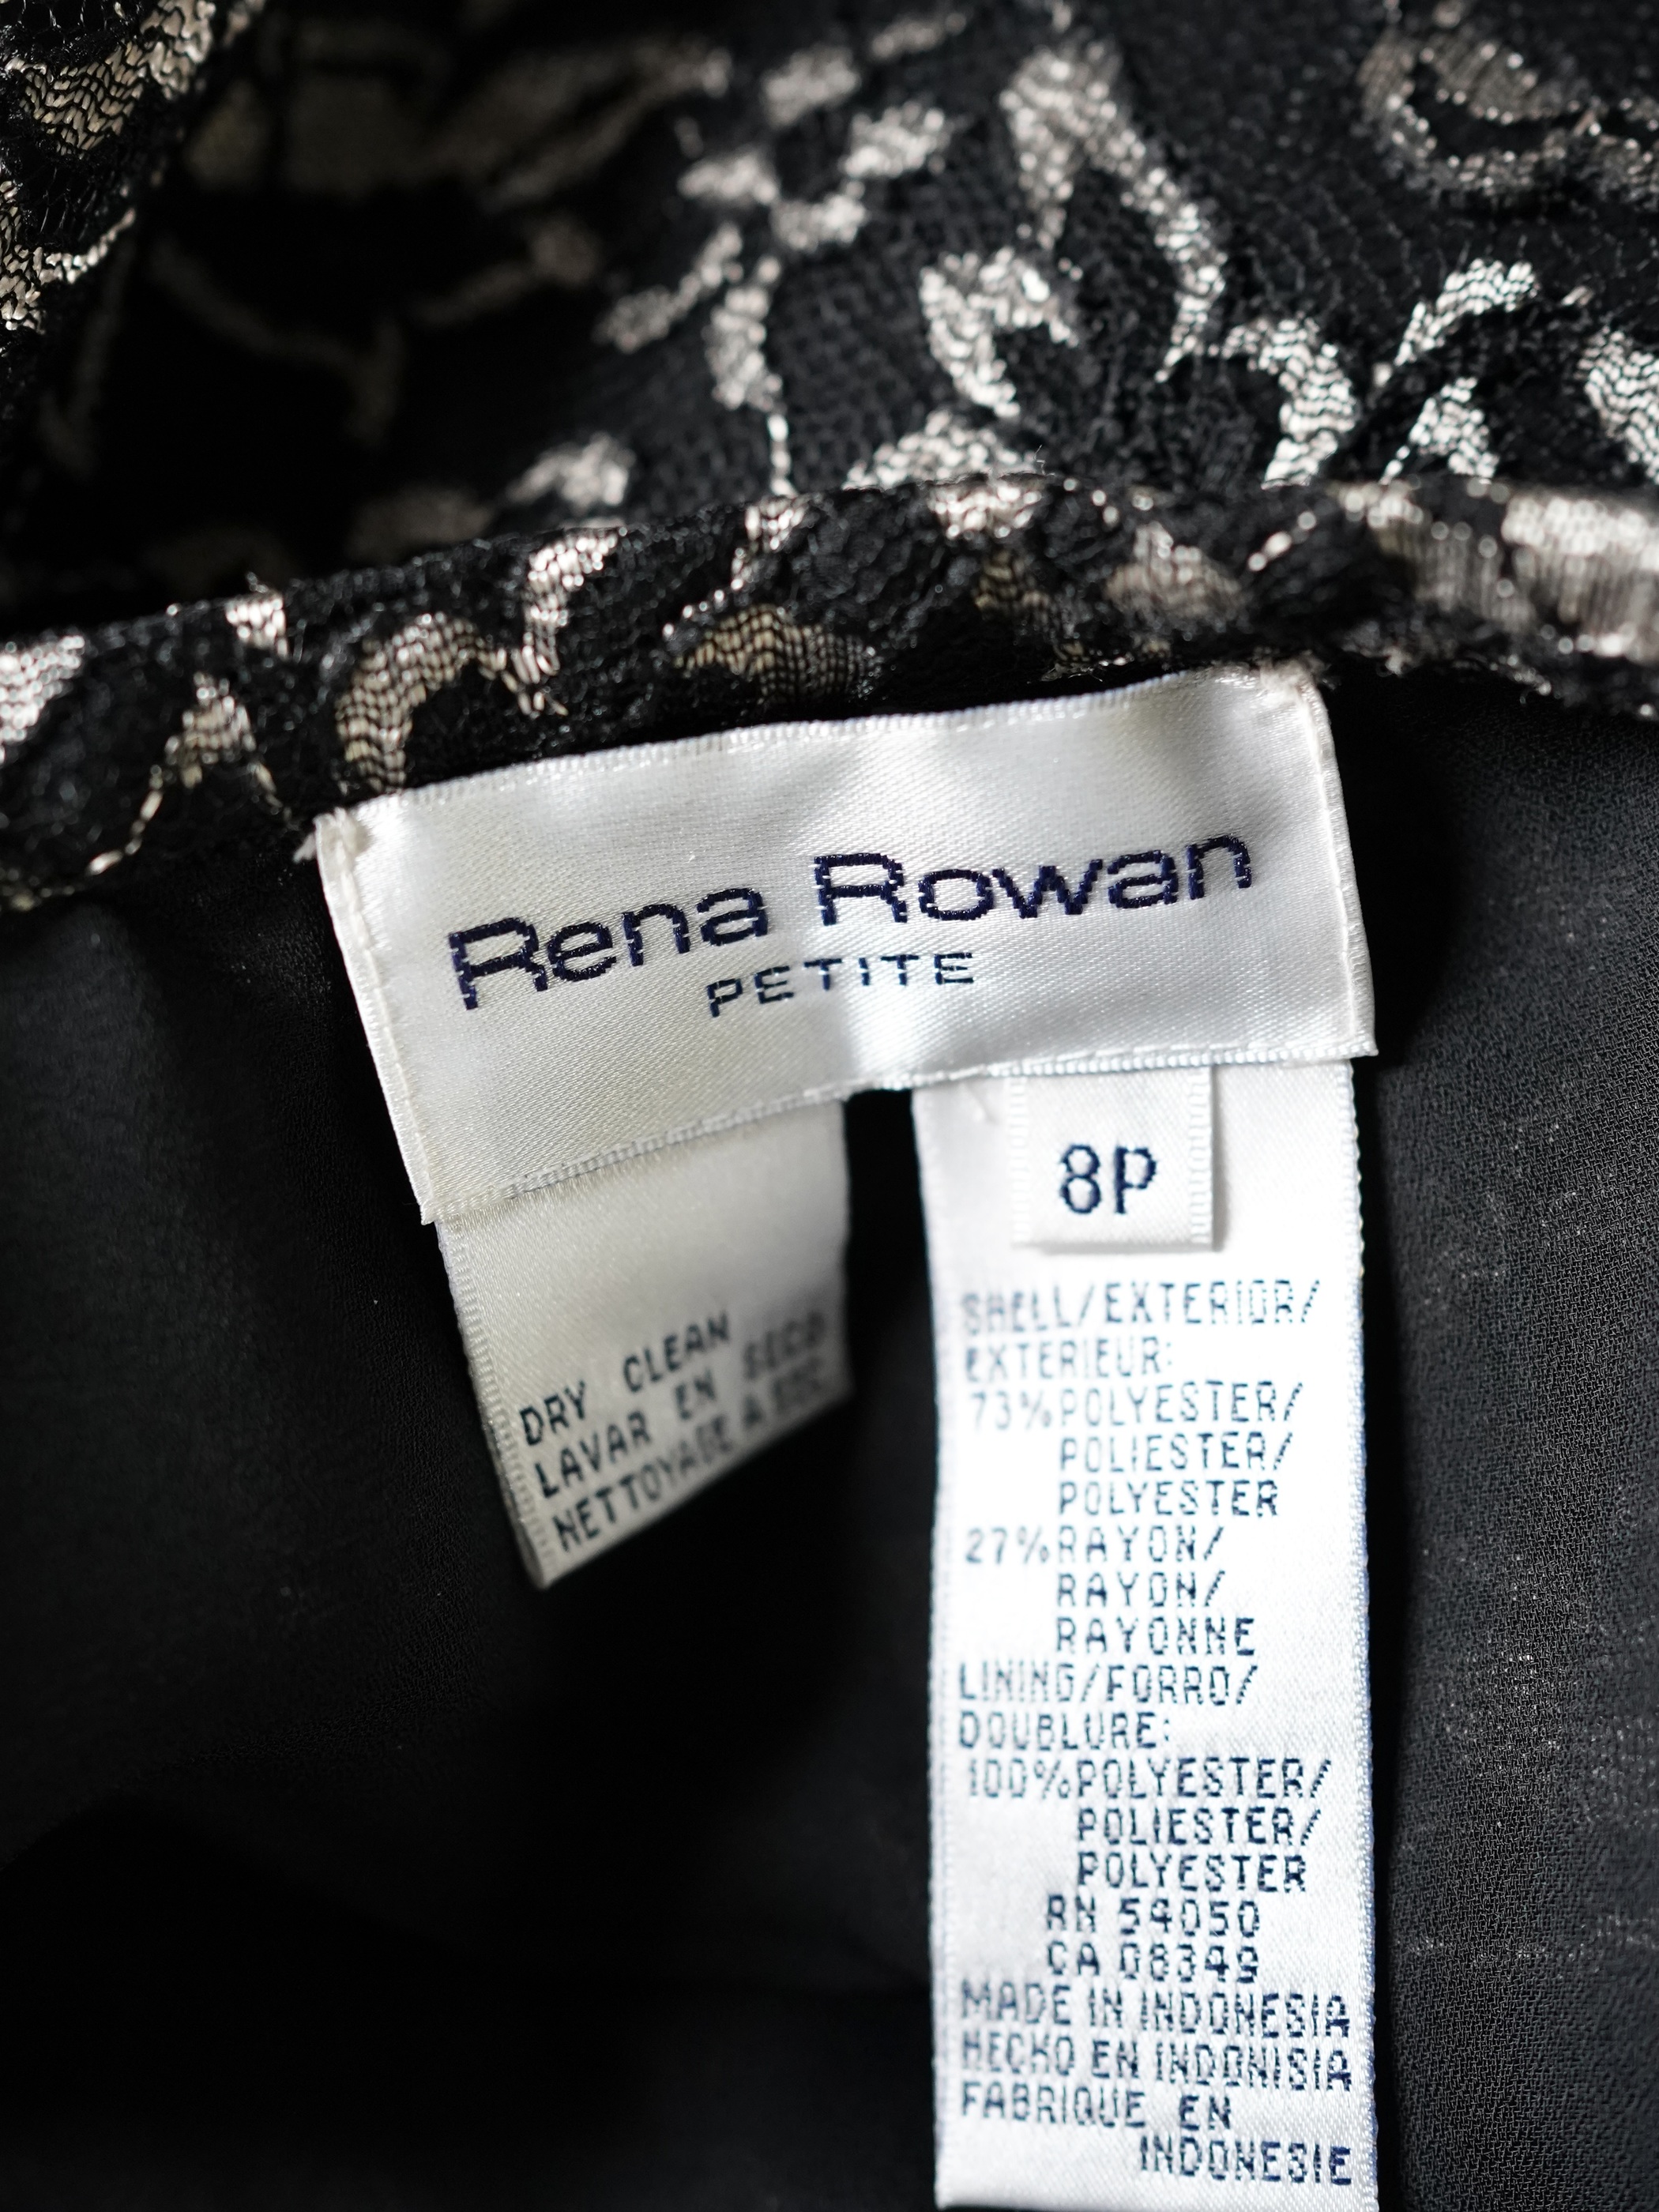 Rena Rowan
PETITE
8P
DRY CLEAN
LAVAR EN SECO
NETTOYAGE A SEC
SHELL/EXTERIOR/
EXTERIEUR:
73%POLYESTER/
POLIESTER/
POLYESTER
27%RAYON/
RAYON/
RAYONNE
LINING/FORRO/
DOUBLURE:
100%POLYESTER/
POLIESTER/
POLYESTER
RN 54050
CA 08349
MADE IN INDONESIA
HECHO EN INDONISIA
FABRIQUE EN
INDONESIE